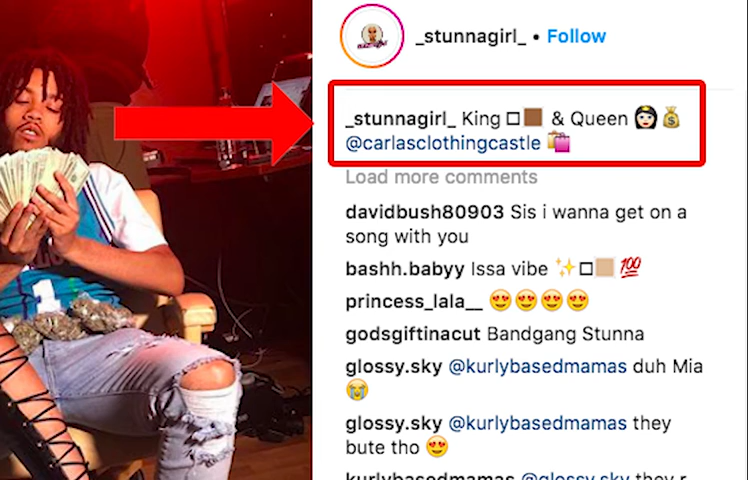 _stunnagirl_ • Follow
_stunnagirl_ King □🏾 & Queen 👸🏻💰
@carlasclothingcastle 🛍️
Load more comments
davidbush80903 Sis i wanna get on a
song with you
bashh.babyy Issa vibe ✨□🏼💯
princess_lala__ 😍😍😍😍
godsgiftinacut Bandgang Stunna
glossy.sky @kurlybasedmamas duh Mia
😭
glossy.sky @kurlybasedmamas they
bute tho 😍
kurlybasedmamas @glossy.sky they r